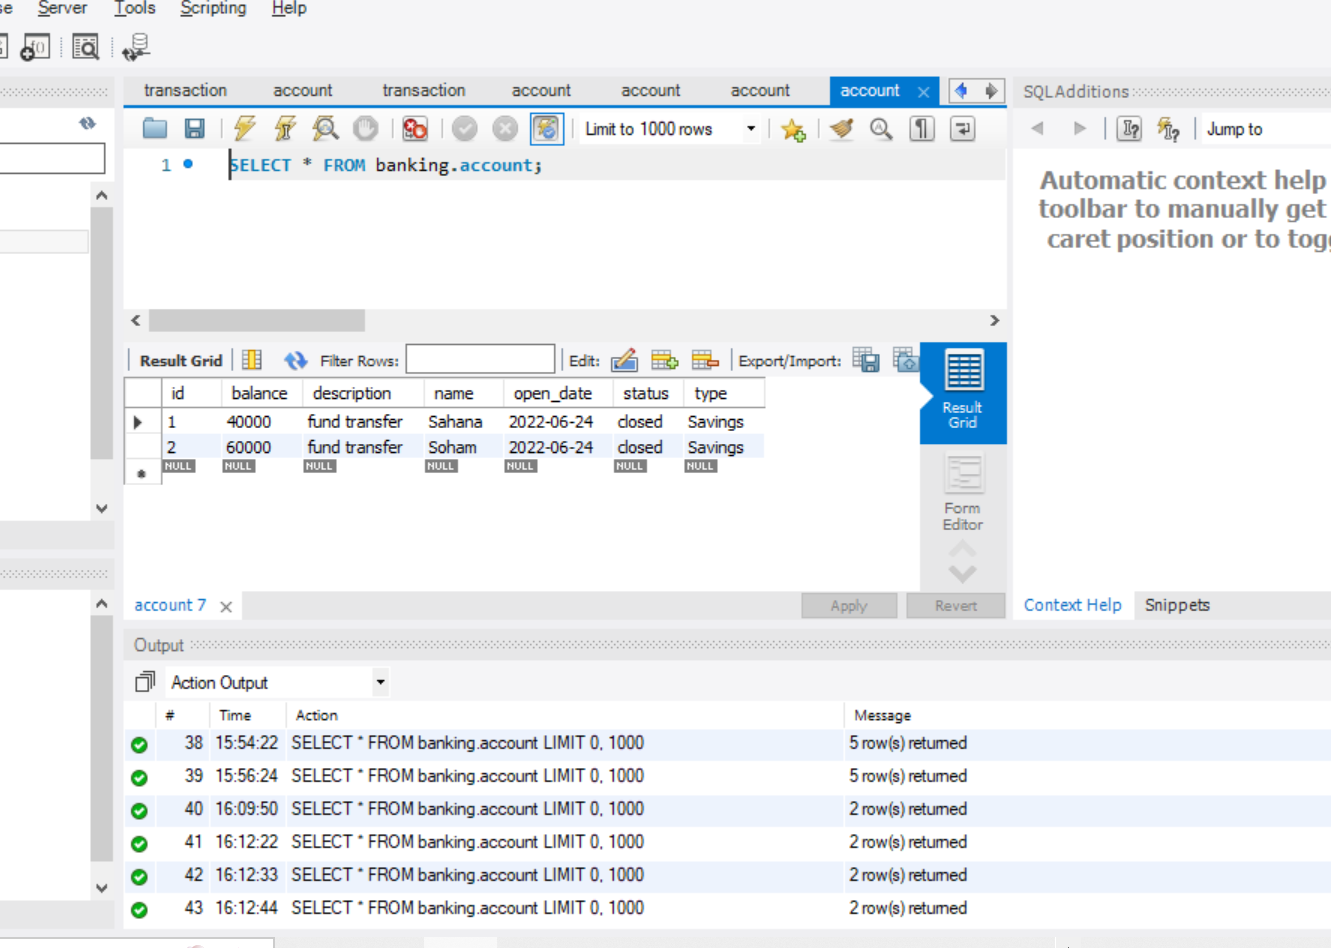 se Server Tools Scripting Help
transaction account transaction account account account account
SQLAdditions
Limit to 1000 rows
Jump to
1 SELECT * FROM banking.account;
Automatic context help
toolbar to manually get
caret position or to togg
Result Grid Filter Rows: Edit: Export/Import:
id balance description name open_date status type
1 40000 fund transfer Sahana 2022-06-24 closed Savings
2 60000 fund transfer Soham 2022-06-24 closed Savings
NULL NULL NULL NULL NULL NULL NULL
Result
Grid
Form
Editor
account 7
Apply Revert
Context Help Snippets
Output
Action Output
# Time Action Message
38 15:54:22 SELECT * FROM banking.account LIMIT 0, 1000 5 row(s) returned
39 15:56:24 SELECT * FROM banking.account LIMIT 0, 1000 5 row(s) returned
40 16:09:50 SELECT * FROM banking.account LIMIT 0, 1000 2 row(s) returned
41 16:12:22 SELECT * FROM banking.account LIMIT 0, 1000 2 row(s) returned
42 16:12:33 SELECT * FROM banking.account LIMIT 0, 1000 2 row(s) returned
43 16:12:44 SELECT * FROM banking.account LIMIT 0, 1000 2 row(s) returned